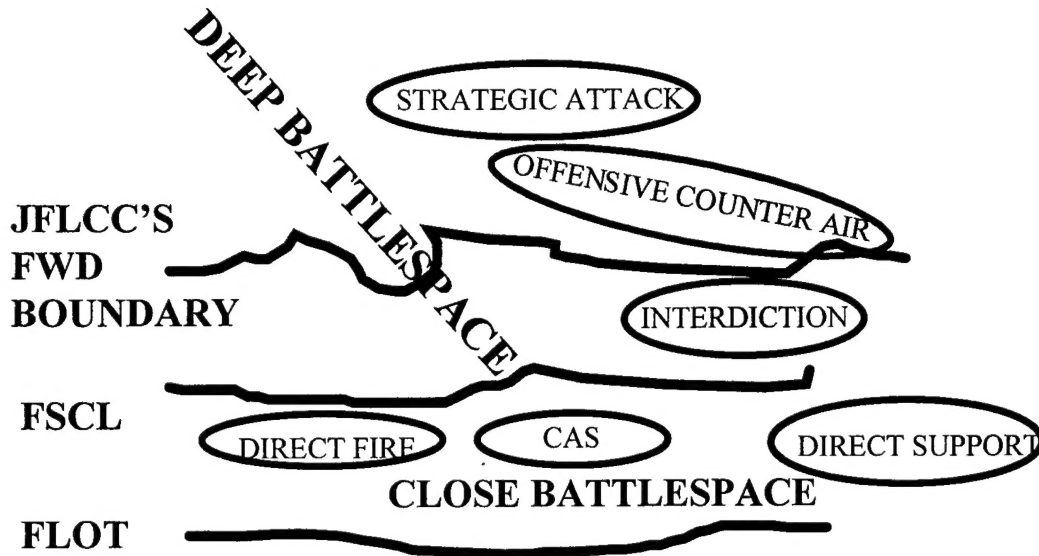 DEEP BATTLESPACE
STRATEGIC ATTACK
OFFENSIVE COUNTER AIR
JFLCC'S
FWD
BOUNDARY
INTERDICTION
FSCL
DIRECT FIRE
CAS
DIRECT SUPPORT
CLOSE BATTLESPACE
FLOT